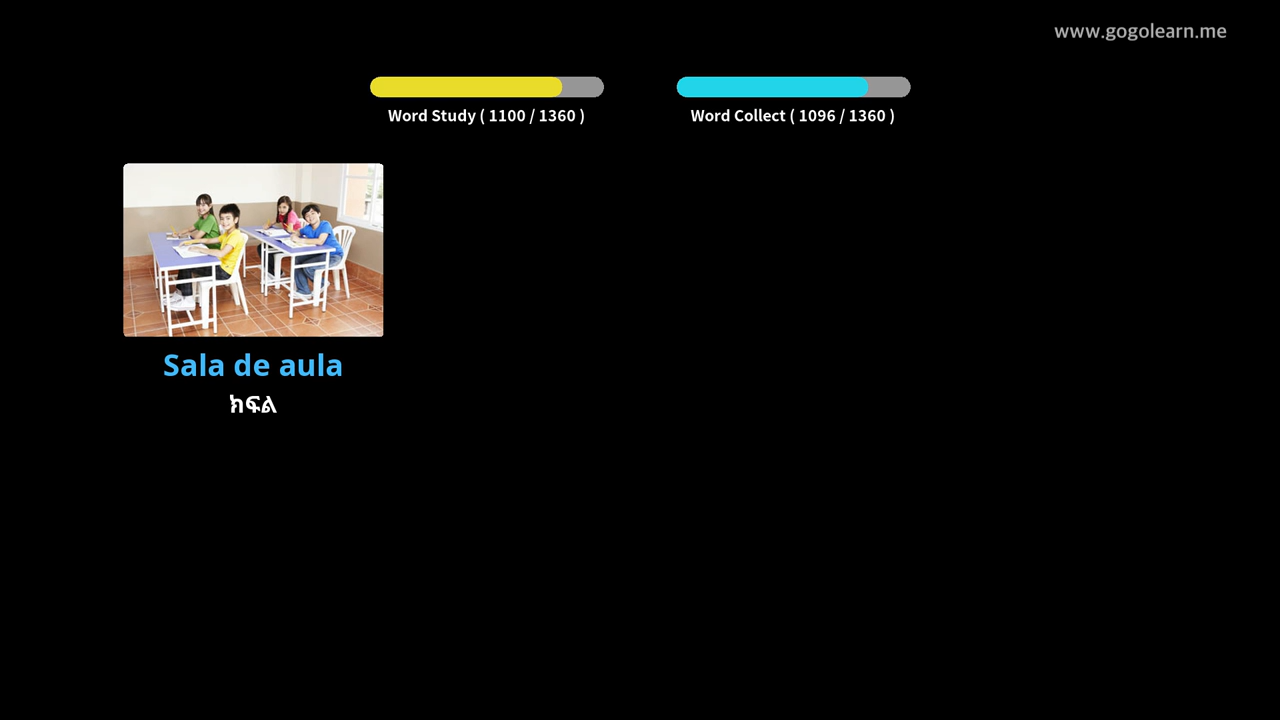 www.gogolearn.me
Word Study ( 1100 / 1360 )
Word Collect ( 1096 / 1360 )
Sala de aula
ክፍል